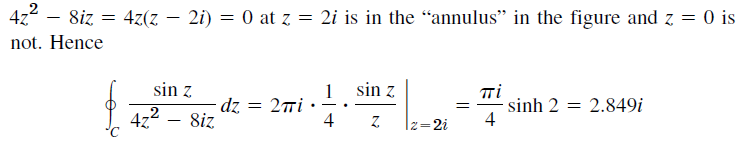 4z² − 8iz = 4z(z − 2i) = 0 at z = 2i is in the “annulus” in the figure and z = 0 is
not. Hence
∮_C sin z / (4z² − 8iz) dz = 2πi · 1/4 · sin z / z |_{z=2i} = πi/4 sinh 2 = 2.849i